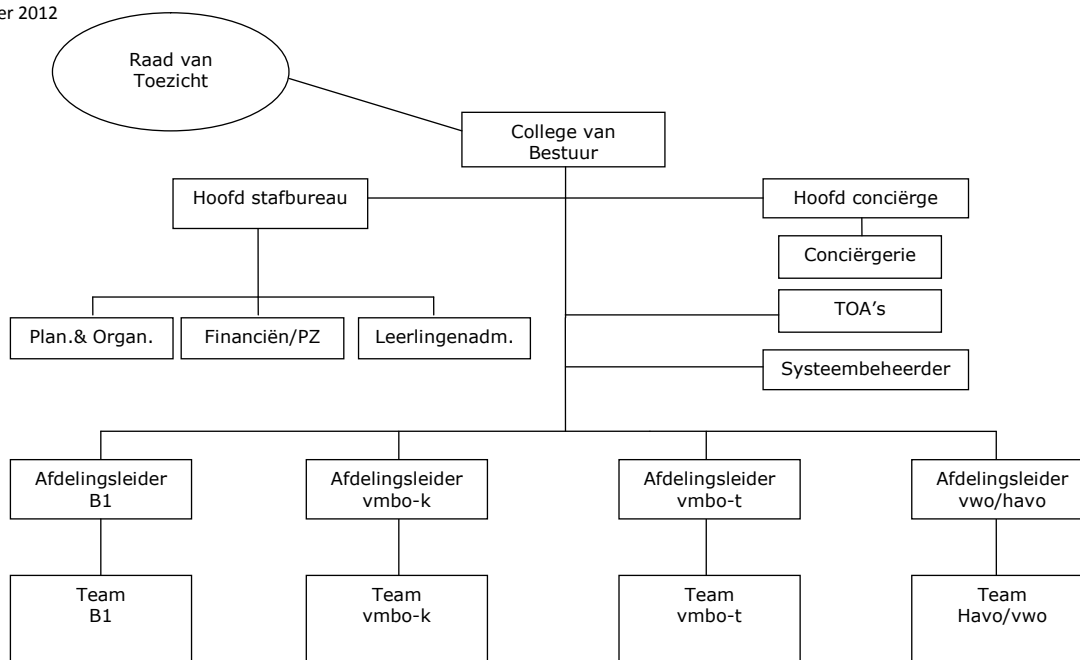 2012
Raad van
Toezicht
College van
Bestuur
Hoofd stafbureau
Hoofd conciërge
Conciërgerie
TOA's
Plan.& Organ.
Financiën/PZ
Leerlingenadm.
Systeembeheerder
Afdelingsleider
B1
Afdelingsleider
vmbo-k
Afdelingsleider
vmbo-t
Afdelingsleider
vwo/havo
Team
B1
Team
vmbo-k
Team
vmbo-t
Team
Havo/vwo